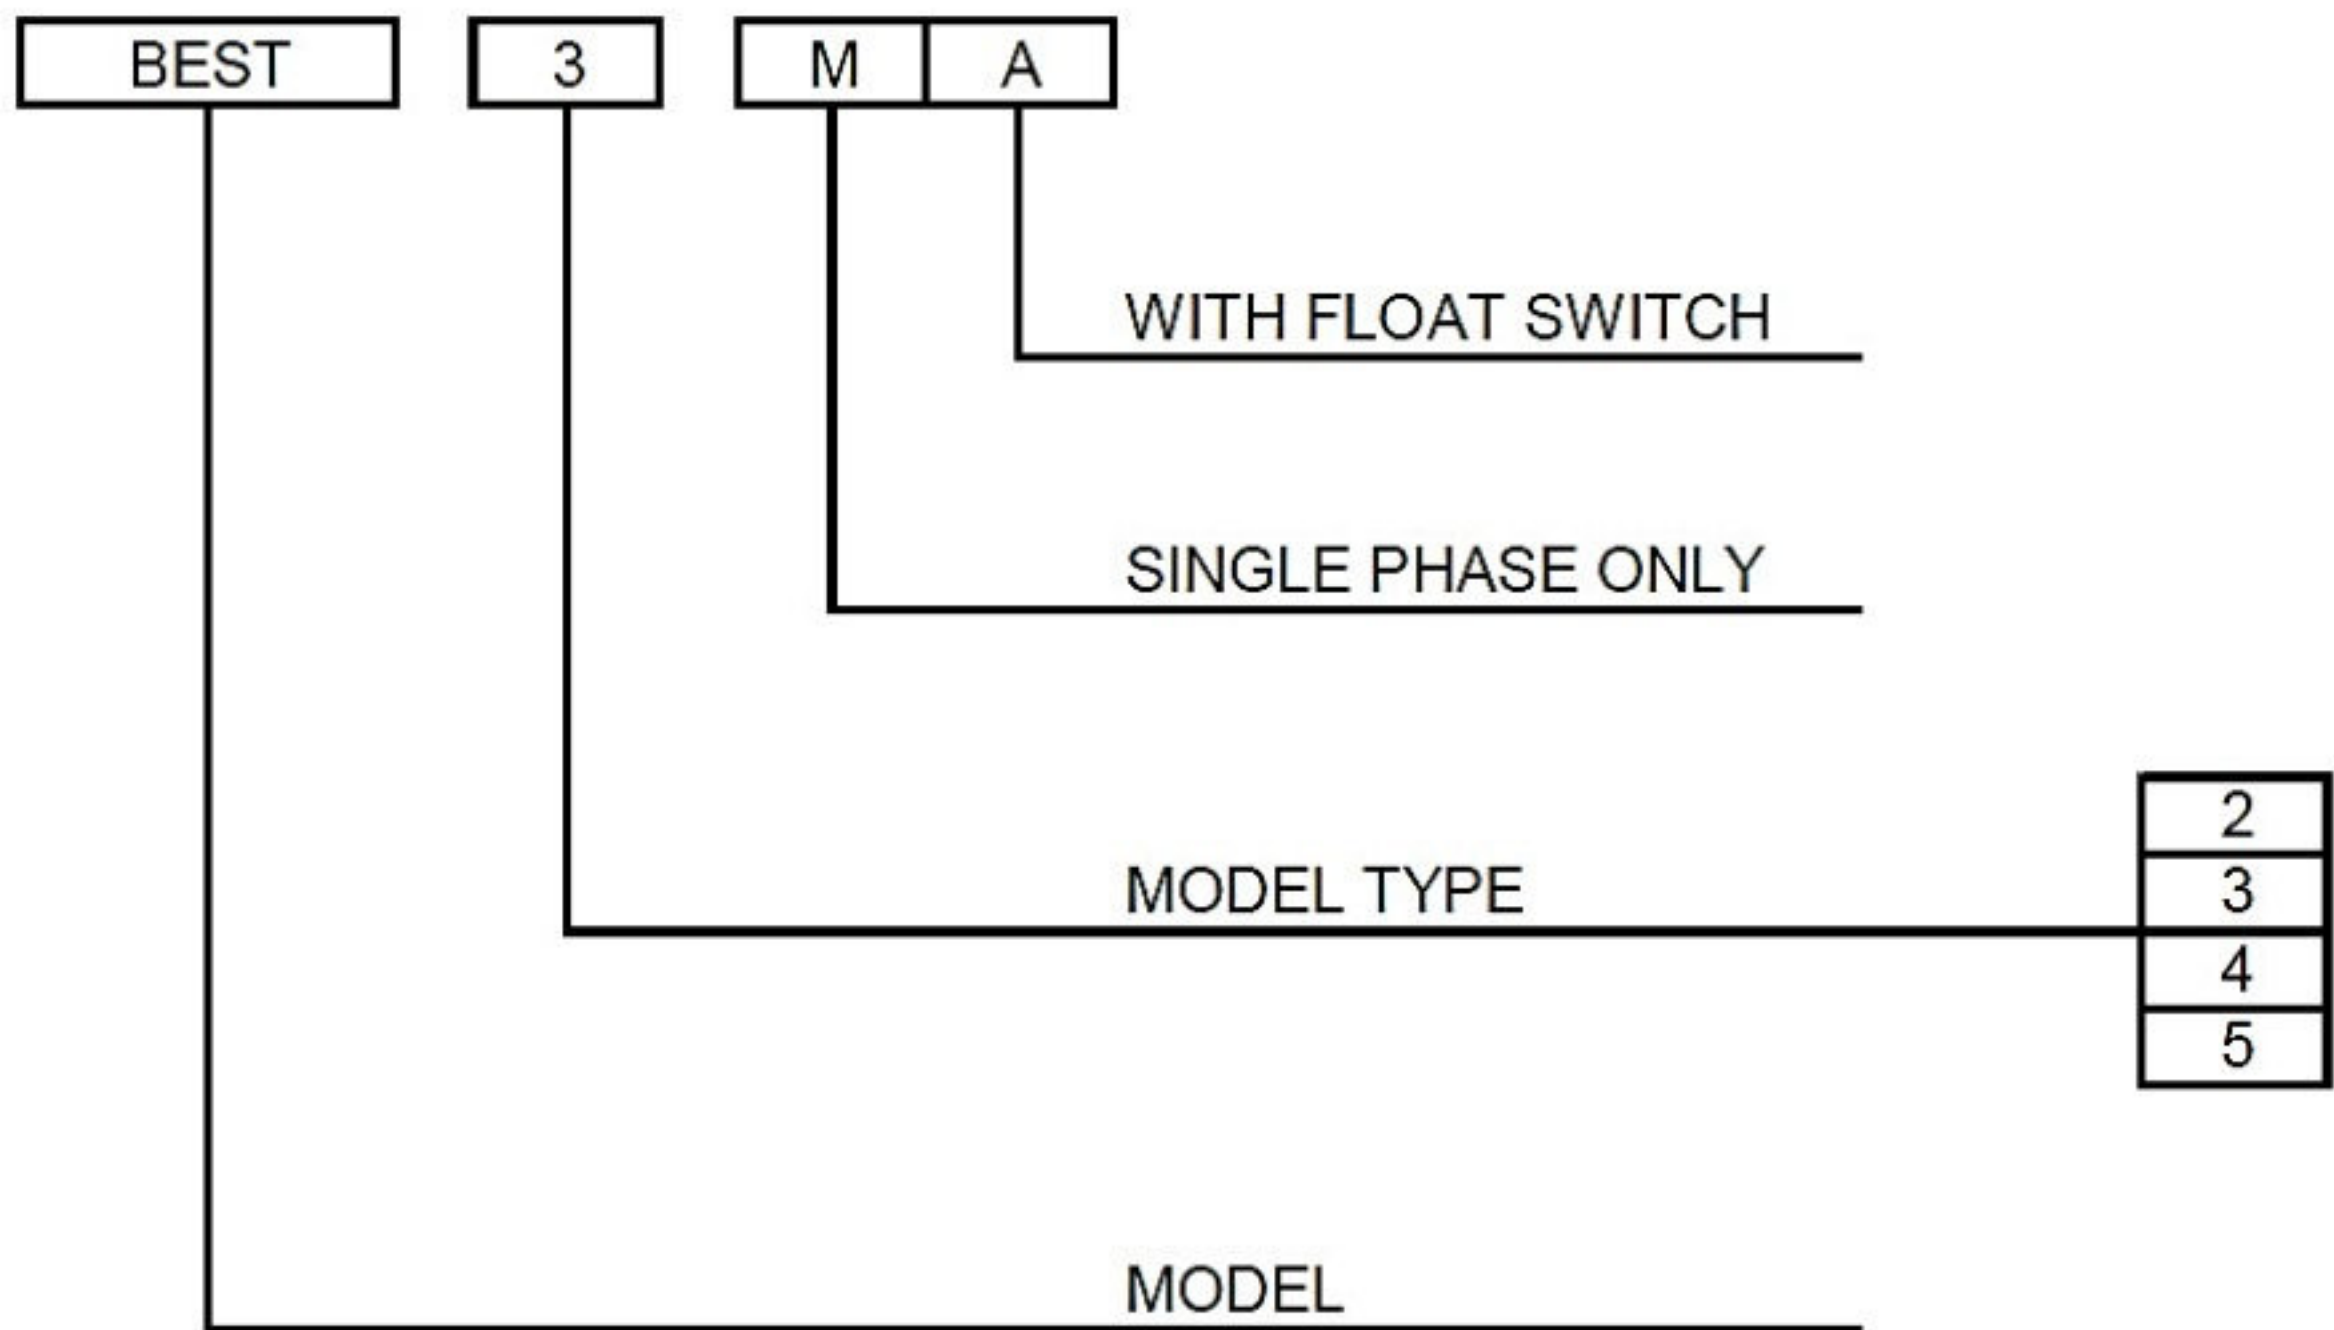 BEST 3 M A
WITH FLOAT SWITCH
SINGLE PHASE ONLY
2
MODEL TYPE 3
4
5
MODEL